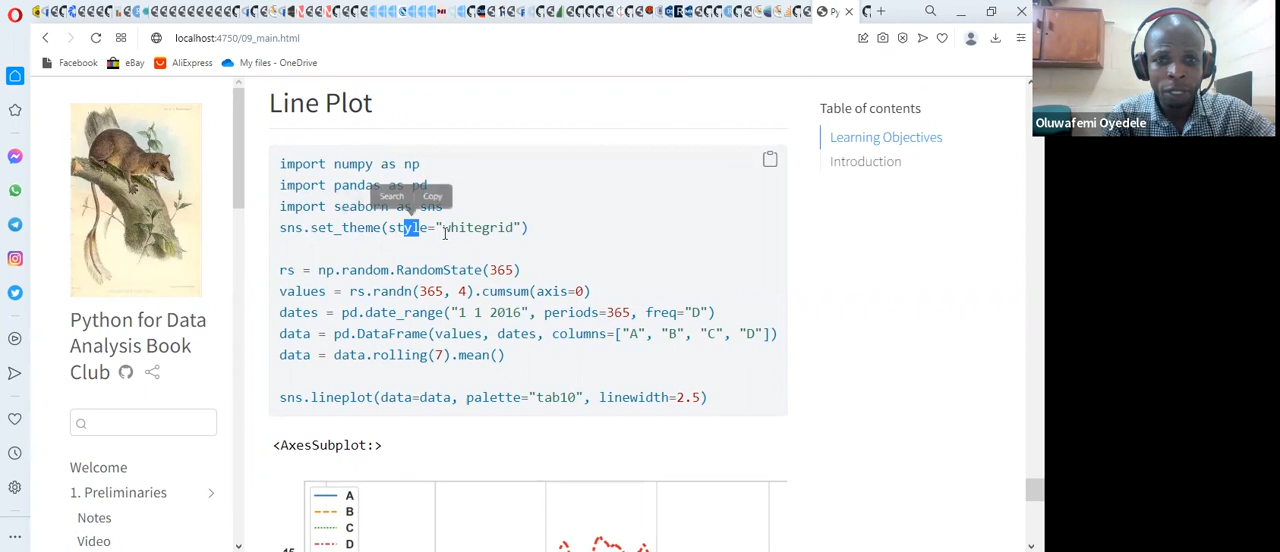 Py
localhost:4750/09_main.html
Facebook
eBay
AliExpress
My files - OneDrive
Oluwafemi Oyedele
Python for Data
Analysis Book
Club
Welcome
1. Preliminaries
Notes
Video
Line Plot
import numpy as np
import pandas as pd
Search
Copy
import seaborn as sns
sns.set_theme(style="whitegrid")
rs = np.random.RandomState(365)
values = rs.randn(365, 4).cumsum(axis=0)
dates = pd.date_range("1 1 2016", periods=365, freq="D")
data = pd.DataFrame(values, dates, columns=["A", "B", "C", "D"])
data = data.rolling(7).mean()
sns.lineplot(data=data, palette="tab10", linewidth=2.5)
<AxesSubplot:>
A
B
C
D
15
Table of contents
Learning Objectives
Introduction